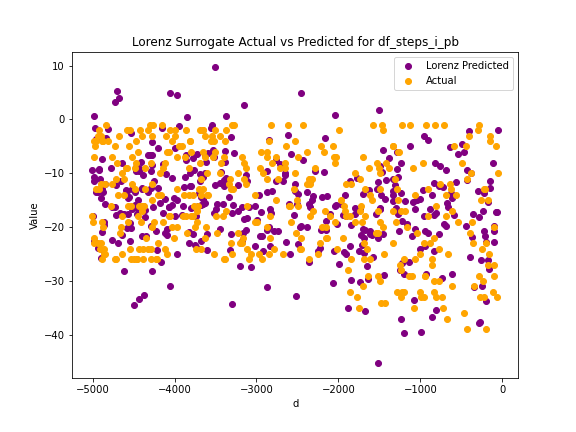 Lorenz Surrogate Actual vs Predicted for df_steps_i_pb
Lorenz Predicted
Actual
10
0
−10
−20
−30
−40
Value
−5000 −4000 −3000 −2000 −1000 0
d